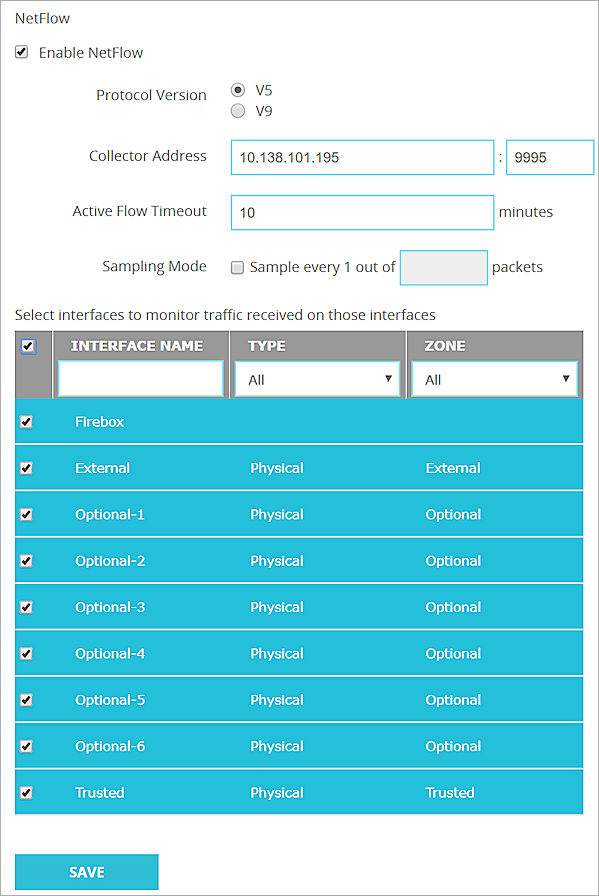 NetFlow
Enable NetFlow
Protocol Version V5
V9
Collector Address 10.138.101.195 : 9995
Active Flow Timeout 10 minutes
Sampling Mode Sample every 1 out of packets
Select interfaces to monitor traffic received on those interfaces
INTERFACE NAME TYPE ZONE
All All
Firebox
External Physical External
Optional-1 Physical Optional
Optional-2 Physical Optional
Optional-3 Physical Optional
Optional-4 Physical Optional
Optional-5 Physical Optional
Optional-6 Physical Optional
Trusted Physical Trusted
SAVE